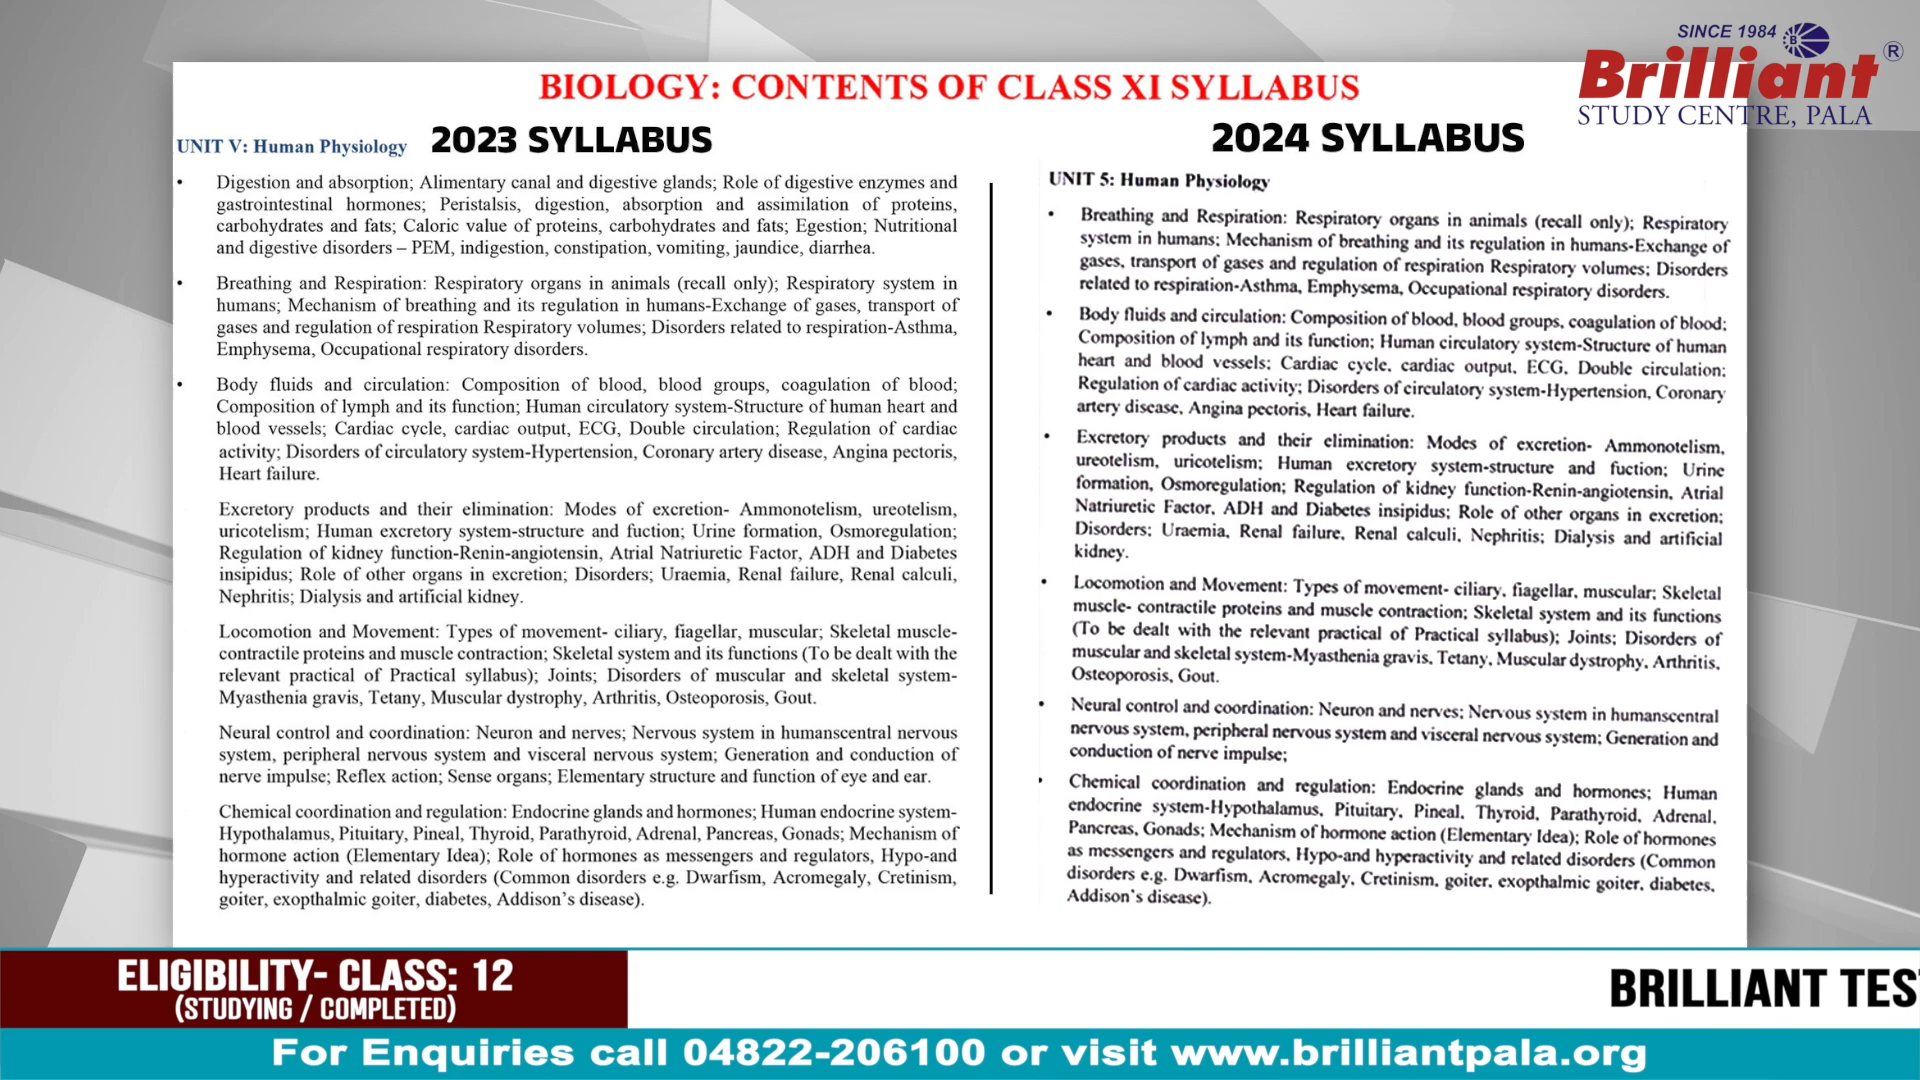 SINCE 1984
Brilliant ®
STUDY CENTRE, PALA
BIOLOGY: CONTENTS OF CLASS XI SYLLABUS
UNIT V: Human Physiology 2023 SYLLABUS
• Digestion and absorption; Alimentary canal and digestive glands; Role of digestive enzymes and
gastrointestinal hormones; Peristalsis, digestion, absorption and assimilation of proteins,
carbohydrates and fats; Caloric value of proteins, carbohydrates and fats; Egestion; Nutritional
and digestive disorders – PEM, indigestion, constipation, vomiting, jaundice, diarrhea.
• Breathing and Respiration: Respiratory organs in animals (recall only); Respiratory system in
humans; Mechanism of breathing and its regulation in humans-Exchange of gases, transport of
gases and regulation of respiration Respiratory volumes; Disorders related to respiration-Asthma,
Emphysema, Occupational respiratory disorders.
• Body fluids and circulation: Composition of blood, blood groups, coagulation of blood;
Composition of lymph and its function; Human circulatory system-Structure of human heart and
blood vessels; Cardiac cycle, cardiac output, ECG, Double circulation; Regulation of cardiac
activity; Disorders of circulatory system-Hypertension, Coronary artery disease, Angina pectoris,
Heart failure.
Excretory products and their elimination: Modes of excretion- Ammonotelism, ureotelism,
uricotelism; Human excretory system-structure and fuction; Urine formation, Osmoregulation;
Regulation of kidney function-Renin-angiotensin, Atrial Natriuretic Factor, ADH and Diabetes
insipidus; Role of other organs in excretion; Disorders; Uraemia, Renal failure, Renal calculi,
Nephritis; Dialysis and artificial kidney.
Locomotion and Movement: Types of movement- ciliary, fiagellar, muscular; Skeletal muscle-
contractile proteins and muscle contraction; Skeletal system and its functions (To be dealt with the
relevant practical of Practical syllabus); Joints; Disorders of muscular and skeletal system-
Myasthenia gravis, Tetany, Muscular dystrophy, Arthritis, Osteoporosis, Gout.
Neural control and coordination: Neuron and nerves; Nervous system in humanscentral nervous
system, peripheral nervous system and visceral nervous system; Generation and conduction of
nerve impulse; Reflex action; Sense organs; Elementary structure and function of eye and ear.
Chemical coordination and regulation: Endocrine glands and hormones; Human endocrine system-
Hypothalamus, Pituitary, Pineal, Thyroid, Parathyroid, Adrenal, Pancreas, Gonads; Mechanism of
hormone action (Elementary Idea); Role of hormones as messengers and regulators, Hypo-and
hyperactivity and related disorders (Common disorders e.g. Dwarfism, Acromegaly, Cretinism,
goiter, exopthalmic goiter, diabetes, Addison’s disease).
2024 SYLLABUS
UNIT 5: Human Physiology
• Breathing and Respiration: Respiratory organs in animals (recall only); Respiratory
system in humans; Mechanism of breathing and its regulation in humans-Exchange of
gases, transport of gases and regulation of respiration Respiratory volumes; Disorders
related to respiration-Asthma, Emphysema, Occupational respiratory disorders.
• Body fluids and circulation: Composition of blood, blood groups, coagulation of blood;
Composition of lymph and its function; Human circulatory system-Structure of human
heart and blood vessels; Cardiac cycle, cardiac output, ECG, Double circulation;
Regulation of cardiac activity; Disorders of circulatory system-Hypertension, Coronary
artery disease, Angina pectoris, Heart failure.
• Excretory products and their elimination: Modes of excretion- Ammonotelism,
ureotelism, uricotelism; Human excretory system-structure and fuction; Urine
formation, Osmoregulation; Regulation of kidney function-Renin-angiotensin, Atrial
Natriuretic Factor, ADH and Diabetes insipidus; Role of other organs in excretion;
Disorders; Uraemia, Renal failure, Renal calculi, Nephritis; Dialysis and artificial
kidney.
• Locomotion and Movement: Types of movement- ciliary, fiagellar, muscular; Skeletal
muscle- contractile proteins and muscle contraction; Skeletal system and its functions
(To be dealt with the relevant practical of Practical syllabus); Joints; Disorders of
muscular and skeletal system-Myasthenia gravis, Tetany, Muscular dystrophy, Arthritis,
Osteoporosis, Gout.
• Neural control and coordination: Neuron and nerves; Nervous system in humanscentral
nervous system, peripheral nervous system and visceral nervous system; Generation and
conduction of nerve impulse;
• Chemical coordination and regulation: Endocrine glands and hormones; Human
endocrine system-Hypothalamus, Pituitary, Pineal, Thyroid, Parathyroid, Adrenal,
Pancreas, Gonads; Mechanism of hormone action (Elementary Idea); Role of hormones
as messengers and regulators, Hypo-and hyperactivity and related disorders (Common
disorders e.g. Dwarfism, Acromegaly, Cretinism, goiter, exopthalmic goiter, diabetes,
Addison's disease).
ELIGIBILITY- CLASS: 12
(STUDYING / COMPLETED)
BRILLIANT TES
For Enquiries call 04822-206100 or visit www.brilliantpala.org